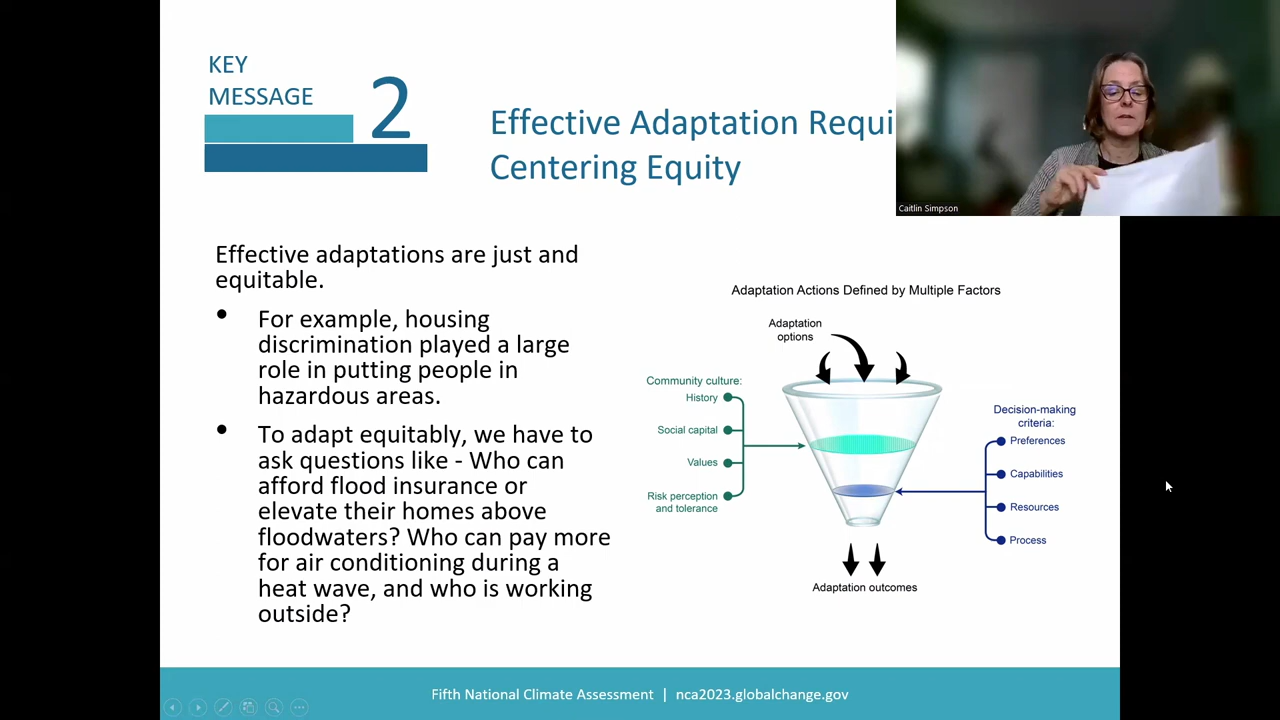 KEY
MESSAGE
2
Effective Adaptation Requi
Centering Equity
Caitlin Simpson
Effective adaptations are just and
equitable.
• For example, housing
discrimination played a large
role in putting people in
hazardous areas.
• To adapt equitably, we have to
ask questions like - Who can
afford flood insurance or
elevate their homes above
floodwaters? Who can pay more
for air conditioning during a
heat wave, and who is working
outside?
Adaptation Actions Defined by Multiple Factors
Adaptation
options
Community culture:
History
Social capital
Values
Risk perception
and tolerance
Decision-making
criteria:
Preferences
Capabilities
Resources
Process
Adaptation outcomes
Fifth National Climate Assessment | nca2023.globalchange.gov